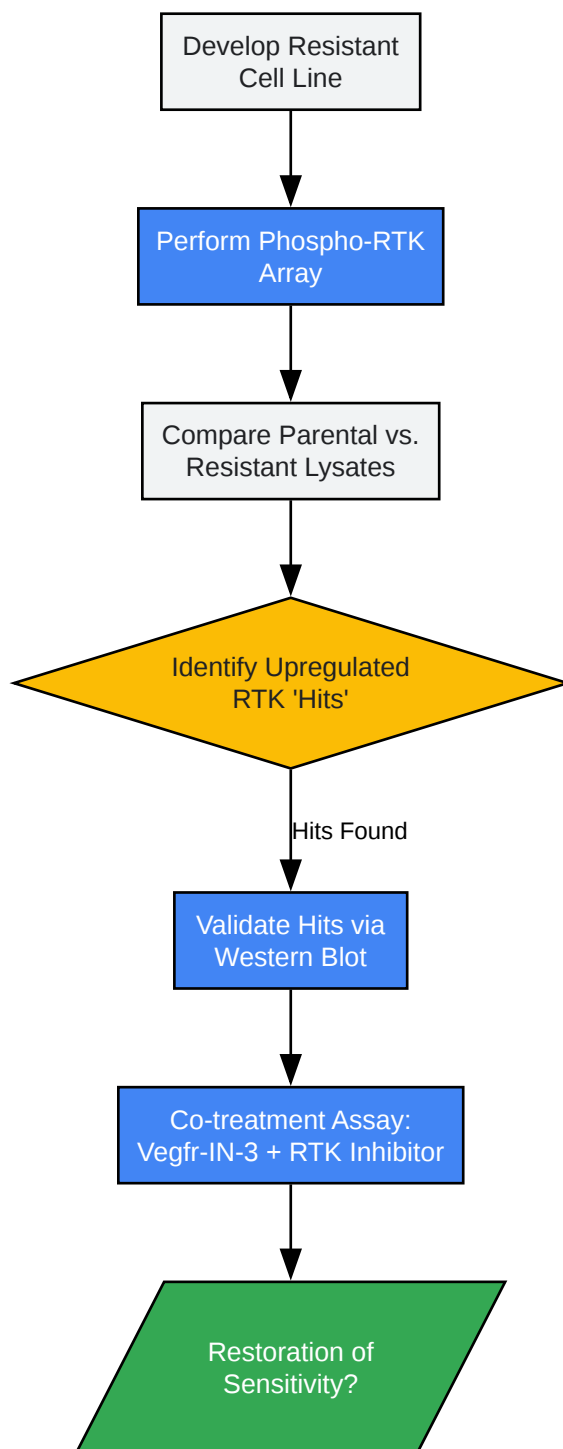 Develop Resistant
Cell Line
Perform Phospho-RTK
Array
Compare Parental vs.
Resistant Lysates
Identify Upregulated
RTK 'Hits'
Hits Found
Validate Hits via
Western Blot
Co-treatment Assay:
Vegfr-IN-3 + RTK Inhibitor
Restoration of
Sensitivity?